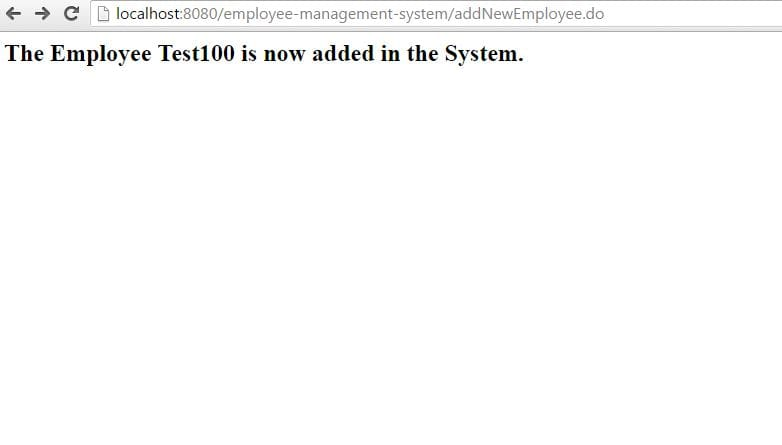 localhost:8080/employee-management-system/addNewEmployee.do
The Employee Test100 is now added in the System.